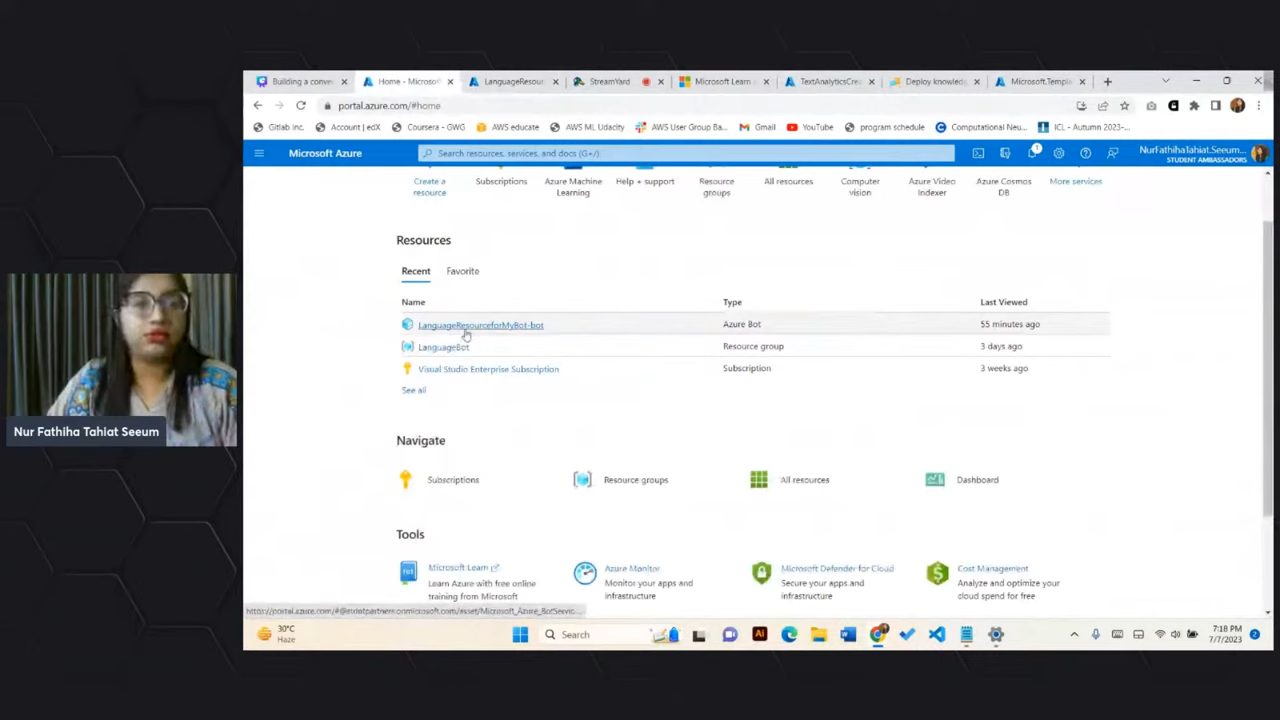 Building a conver
Home - Microsof
LanguageResour
StreamYard
Microsoft Learn
TextAnalyticsCrea
Deploy knowledg
Microsoft.Templ
portal.azure.com/#home
Gitlab Inc.
Account | edX
Coursera - GWG
AWS educate
AWS ML Udacity
AWS User Group Ba...
Gmail
YouTube
program schedule
Computational Neu...
ICL - Autumn 2023-...
Microsoft Azure
Search resources, services, and docs (G+/)
1
NurFathihaTahiat.Seeum...
STUDENT AMBASSADORS
Create a resource
Subscriptions
Azure Machine Learning
Help + support
Resource groups
All resources
Computer vision
Azure Video Indexer
Azure Cosmos DB
More services
Resources
Recent
Favorite
Name
Type
Last Viewed
LanguageResourceforMyBot-bot
Azure Bot
55 minutes ago
LanguageBot
Resource group
3 days ago
Visual Studio Enterprise Subscription
Subscription
3 weeks ago
See all
Navigate
Subscriptions
Resource groups
All resources
Dashboard
Tools
Microsoft Learn
Learn Azure with free online training from Microsoft
Azure Monitor
Monitor your apps and infrastructure
Microsoft Defender for Cloud
Secure your apps and infrastructure
Cost Management
Analyze and optimize your cloud spend for free
Nur Fathiha Tahiat Seeum
30°C
Haze
Search
7:18 PM
7/7/2023
2